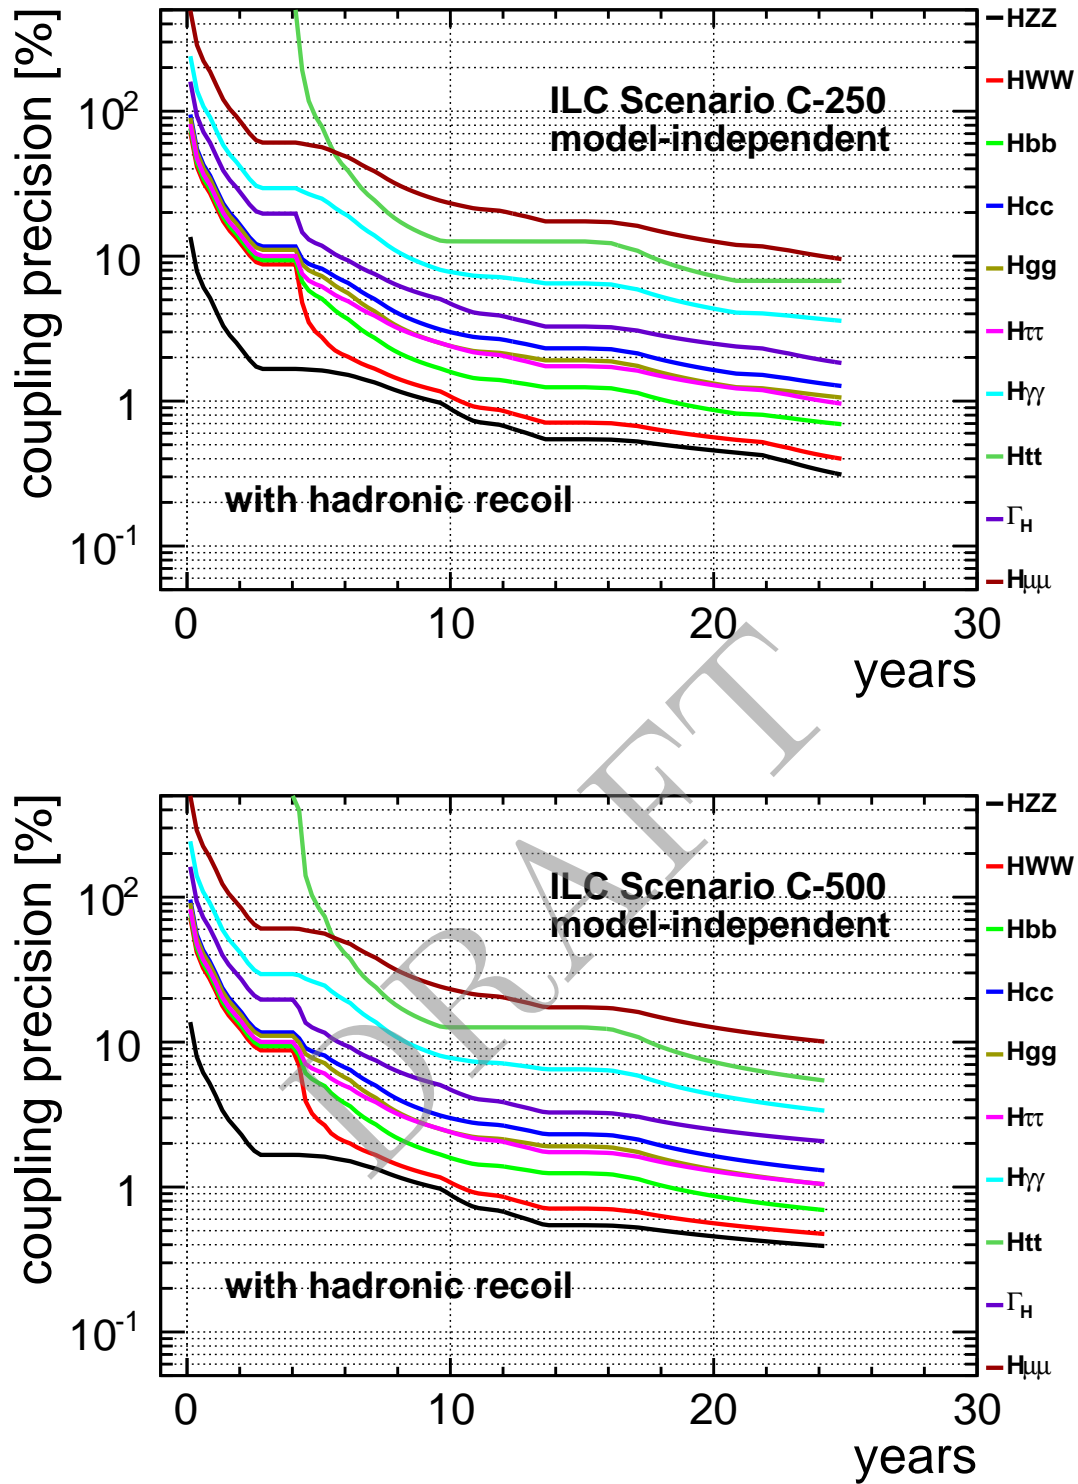 coupling precision [%]
10²
10
1
10⁻¹
ILC Scenario C-250
model-independent
with hadronic recoil
0
10
20
30
years
HZZ
HWW
Hbb
Hcc
Hgg
Hττ
Hγγ
Htt
Γ_H
Hμμ
DRAFT
coupling precision [%]
10²
10
1
10⁻¹
ILC Scenario C-500
model-independent
with hadronic recoil
0
10
20
30
years
HZZ
HWW
Hbb
Hcc
Hgg
Hττ
Hγγ
Htt
Γ_H
Hμμ